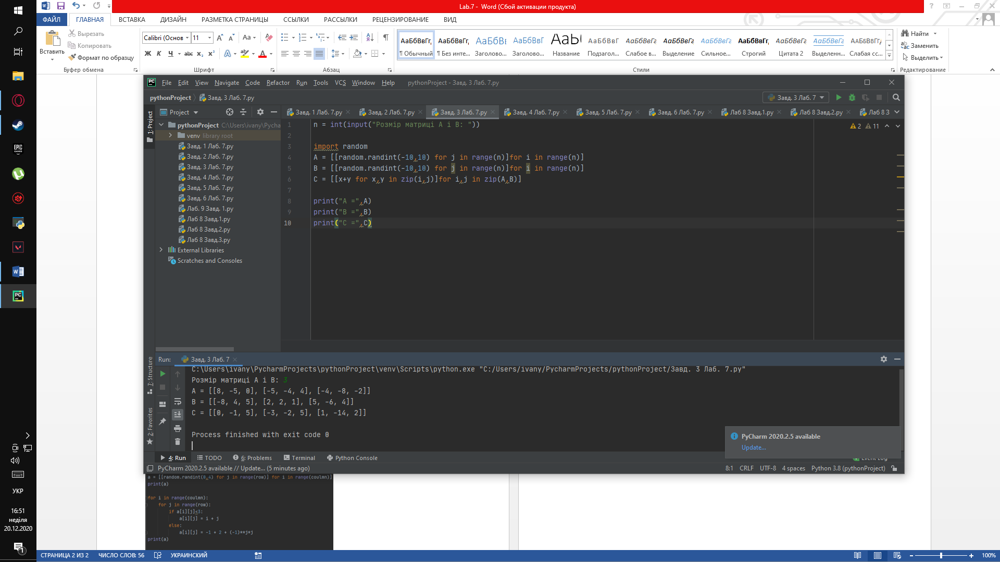 Lab.7 - Word (Сбой активации продукта)
ФАЙЛ ГЛАВНАЯ ВСТАВКА ДИЗАЙН РАЗМЕТКА СТРАНИЦЫ ССЫЛКИ РАССЫЛКИ РЕЦЕНЗИРОВАНИЕ ВИД
Вставить
Вырезать
Копировать
Формат по образцу
Буфер обмена
Calibri (Основ 11
Шрифт
Абзац
АаБбВвГг, АаБбВвГг, АаБбВı АаБбВвГ АаЫ АаБбВвГ АаБбВвГг АаБбВвГг АаБбВвГг АаБбВвГг, АаБбВвГг АаБбВвГг АаБбВвГг
¶ Обычный ¶ Без инте... Заголово... Заголово... Название Подзагол... Слабое в... Выделение Сильное... Строгий Цитата 2 Выделенн... Слабая сс...
Стили
Найти
Заменить
Выделить
Редактирование
PC File Edit View Navigate Code Refactor Run Tools VCS Window Help pythonProject - Завд. 3 Лаб. 7.py
pythonProject Завд. 3 Лаб. 7.py
Завд. 3 Лаб. 7
1: Project
Project
Завд. 1 Лаб. 7.py Завд. 2 Лаб. 7.py Завд. 3 Лаб. 7.py Завд. 4 Лаб. 7.py Завд. 5 Лаб. 7.py Завд. 6 Лаб. 7.py Лаб 8 Завд.1.py Лаб 8 Завд.2.py Лаб 8 З
pythonProject C:\Users\ivany\Pycha
venv library root
Завд. 1 Лаб. 7.py
Завд. 2 Лаб. 7.py
Завд. 3 Лаб. 7.py
Завд. 4 Лаб. 7.py
Завд. 5 Лаб. 7.py
Завд. 6 Лаб. 7.py
Лаб. 9 Завд. 1.py
Лаб 8 Завд.1.py
Лаб 8 Завд.2.py
Лаб 8 Завд.3.py
External Libraries
Scratches and Consoles
2 11
1 n = int(input("Розмір матриці А і В: "))
2
3 import random
4 A = [[random.randint(-10,10) for j in range(n)]for i in range(n)]
5 B = [[random.randint(-10,10) for j in range(n)]for i in range(n)]
6 C = [[x+y for x,y in zip(i,j)]for i,j in zip(A,B)]
7
8 print("A =",A)
9 print("B =",B)
10 print("C =",C)
7: Structure
2: Favorites
Run: Завд. 3 Лаб. 7
C:\Users\ivany\PycharmProjects\pythonProject\venv\Scripts\python.exe "C:/Users/ivany/PycharmProjects/pythonProject/Завд. 3 Лаб. 7.py"
Розмір матриці А і В: 3
A = [[8, -5, 0], [-5, -4, 4], [-4, -8, -2]]
B = [[-8, 4, 5], [2, 2, 1], [5, -6, 4]]
C = [[0, -1, 5], [-3, -2, 5], [1, -14, 2]]
Process finished with exit code 0
PyCharm 2020.2.5 available
Update...
4: Run TODO 6: Problems Terminal Python Console Event Log
PyCharm 2020.2.5 available // Update... (5 minutes ago) 8:1 CRLF UTF-8 4 spaces Python 3.8 (pythonProject)
a = [[random.randint(0,4) for j in range(row)] for i in range(coulmn)]
print(a)
for i in range(coulmn):
for j in range(row):
if a[i][j]<3:
a[i][j] = i + j
else:
a[i][j] = -1 + 2 + (-1)**j*j
print(a)
EPIC GAMES
УКР
16:51
неділя
20.12.2020
1
СТРАНИЦА 2 ИЗ 2 ЧИСЛО СЛОВ: 56 УКРАИНСКИЙ 100%